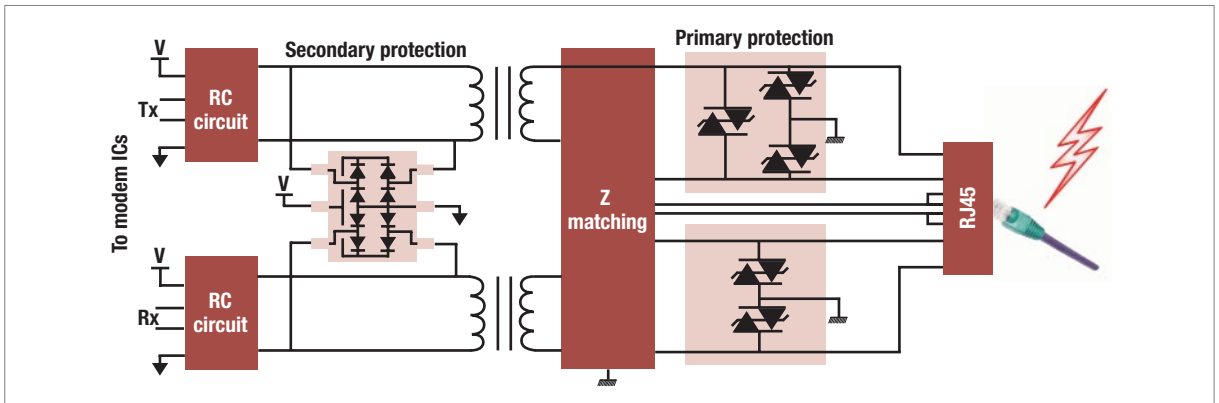 Secondary protection
Primary protection
V
RC
circuit
Tx
V
To modem ICs
Z
matching
RJ45
V
RC
circuit
Rx